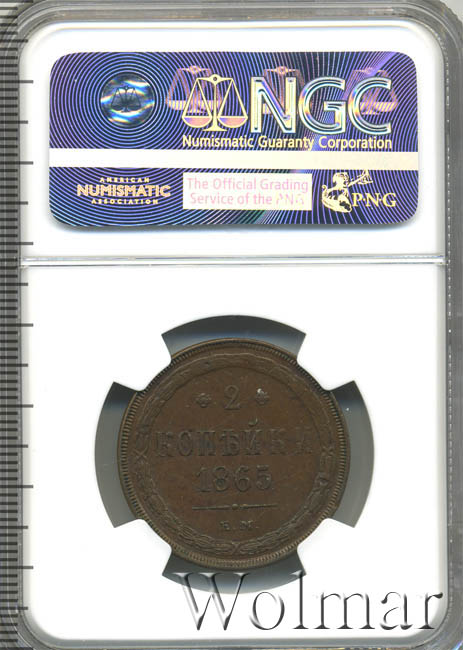 NGC
Numismatic Guaranty Corporation
AMERICAN
NUMISMATIC
ASSOCIATION
The Official Grading
Service of the PNG
PNG
2
КОПѢЙКИ
1865
Е.М.
Wolmar